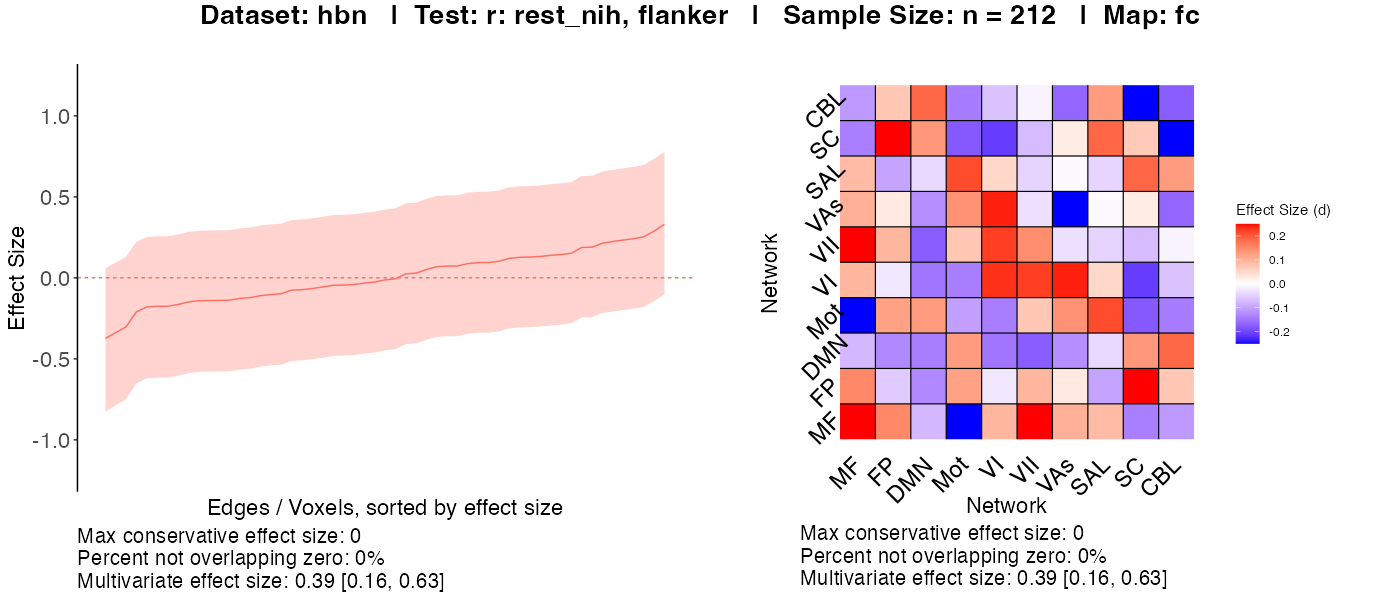 Dataset: hbn | Test: r: rest_nih, flanker | Sample Size: n = 212 | Map: fc
1.0
0.5
0.0
-0.5
-1.0
Effect Size
Edges / Voxels, sorted by effect size
Max conservative effect size: 0
Percent not overlapping zero: 0%
Multivariate effect size: 0.39 [0.16, 0.63]
CBL
SC
SAL
VAs
VII
VI
Mot
DMN
FP
MF
Network
MF FP DMN Mot VI VII VAs SAL SC CBL
Network
Max conservative effect size: 0
Percent not overlapping zero: 0%
Multivariate effect size: 0.39 [0.16, 0.63]
Effect Size (d)
0.2
0.1
0.0
-0.1
-0.2